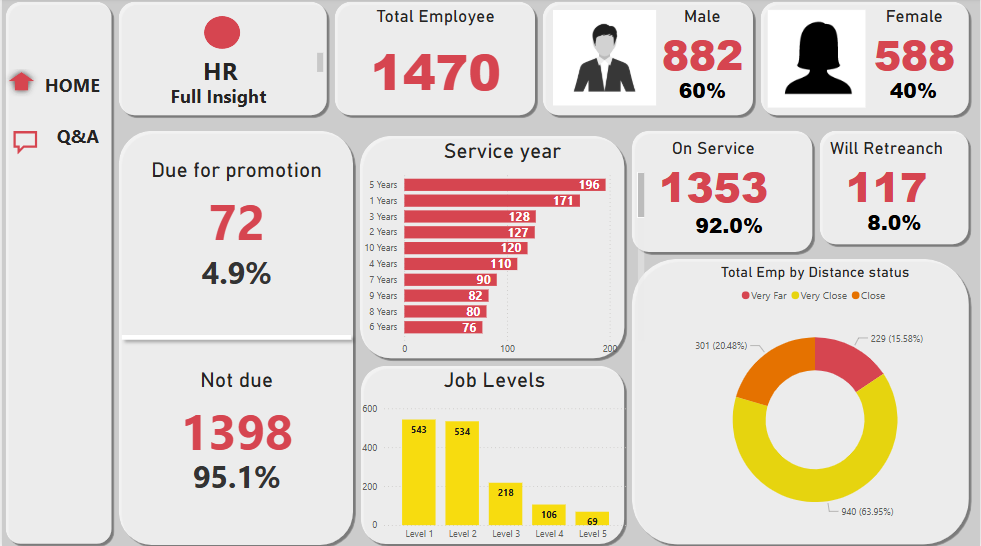 HOME
Q&A
HR
Full Insight
Total Employee
1470
Male
882
60%
Female
588
40%
Due for promotion
72
4.9%
Not due
1398
95.1%
Service year
5 Years 196
1 Years 171
3 Years 128
2 Years 127
10 Years 120
4 Years 110
7 Years 90
9 Years 82
8 Years 80
6 Years 76
0 100 200
Job Levels
600
400
200
0
543 534 218 106 69
Level 1 Level 2 Level 3 Level 4 Level 5
On Service
1353
92.0%
Will Retreanch
117
8.0%
Total Emp by Distance status
Very Far Very Close Close
301 (20.48%) 229 (15.58%)
940 (63.95%)